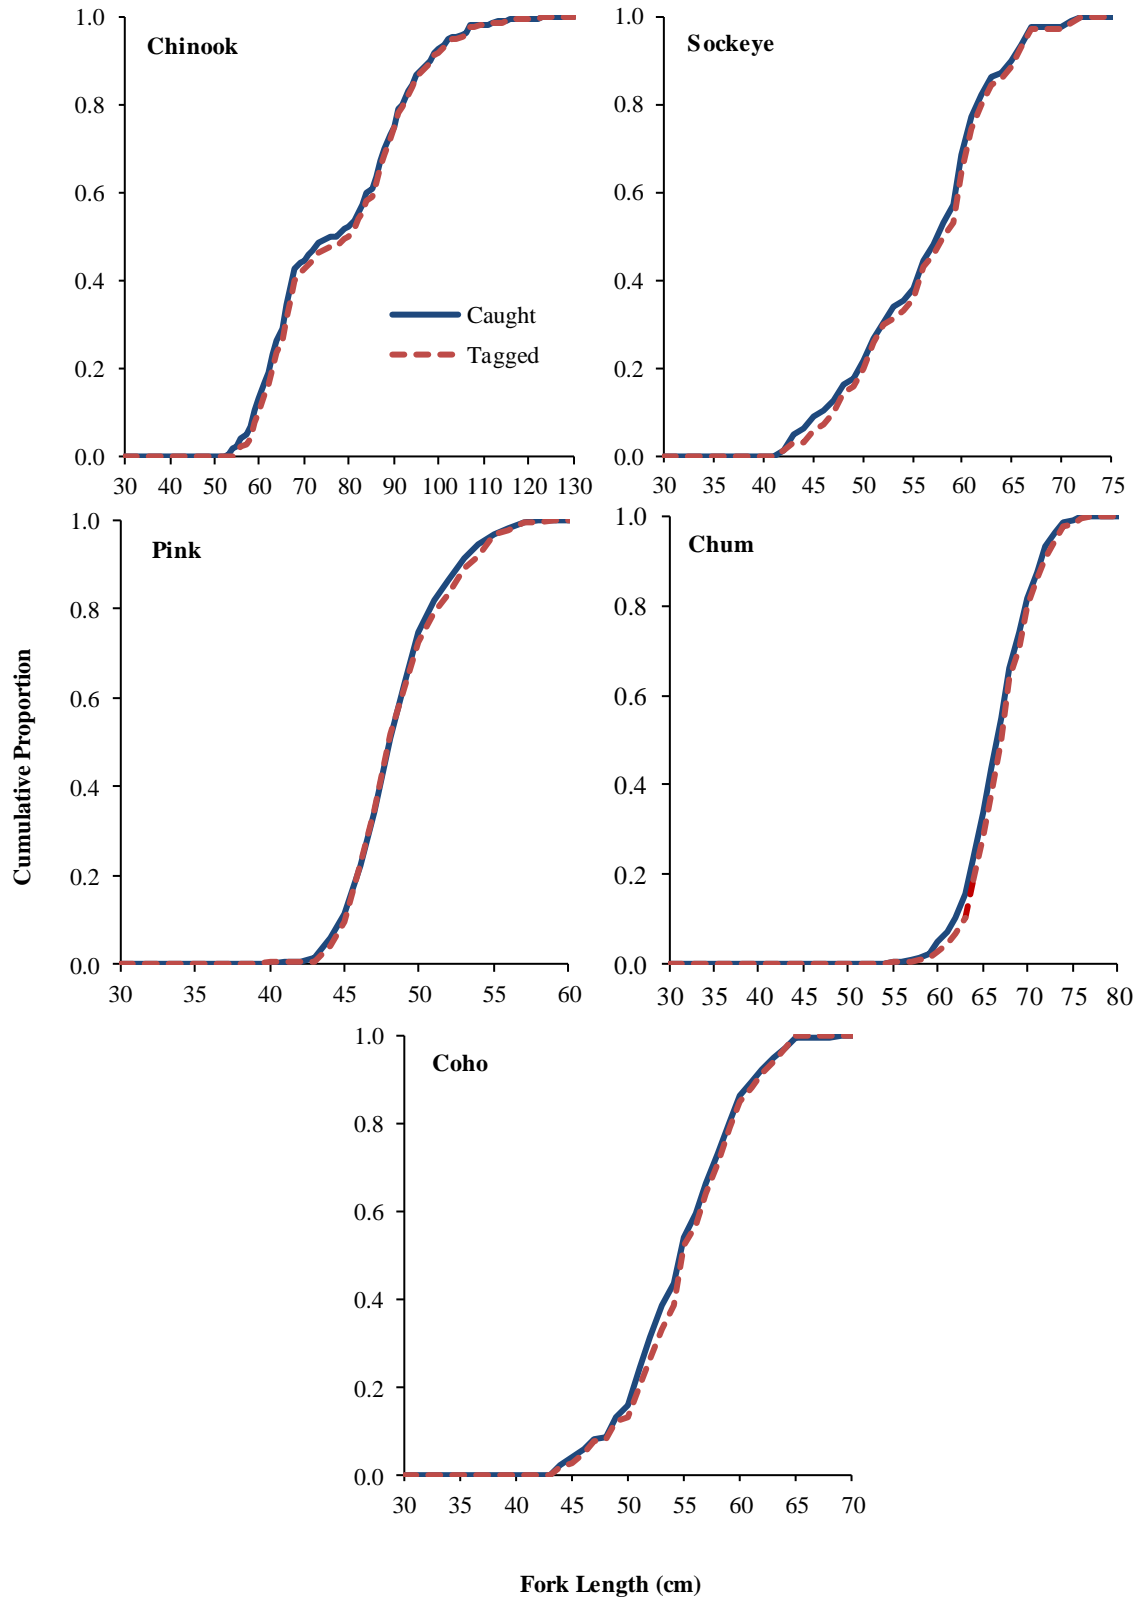 Chinook
1.0
0.8
0.6
0.4
0.2
0.0
30 40 50 60 70 80 90 100 110 120 130
Caught
Tagged
Sockeye
1.0
0.8
0.6
0.4
0.2
0.0
30 35 40 45 50 55 60 65 70 75
Cumulative Proportion
Pink
1.0
0.8
0.6
0.4
0.2
0.0
30 35 40 45 50 55 60
Chum
1.0
0.8
0.6
0.4
0.2
0.0
30 35 40 45 50 55 60 65 70 75 80
Coho
1.0
0.8
0.6
0.4
0.2
0.0
30 35 40 45 50 55 60 65 70
Fork Length (cm)